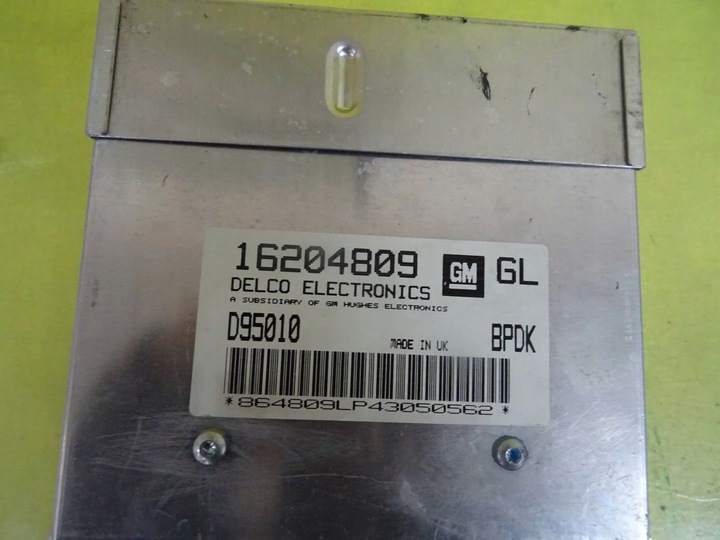 16204809 GM GL
DELCO ELECTRONICS
A SUBSIDIARY OF GM HUGHES ELECTRONICS
D95010 MADE IN UK BPDK
*864809LP43050562*